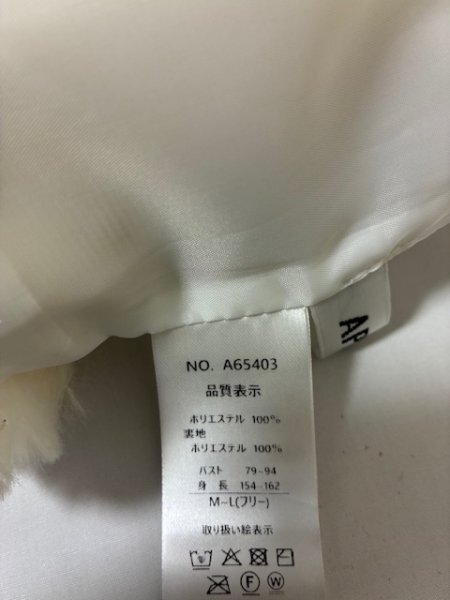 NO. A65403
品質表示
ポリエステル 100%
裏地
ポリエステル 100%
バスト 79~94
身長 154~162
M~L(フリー)
取り扱い絵表示
F W
AP